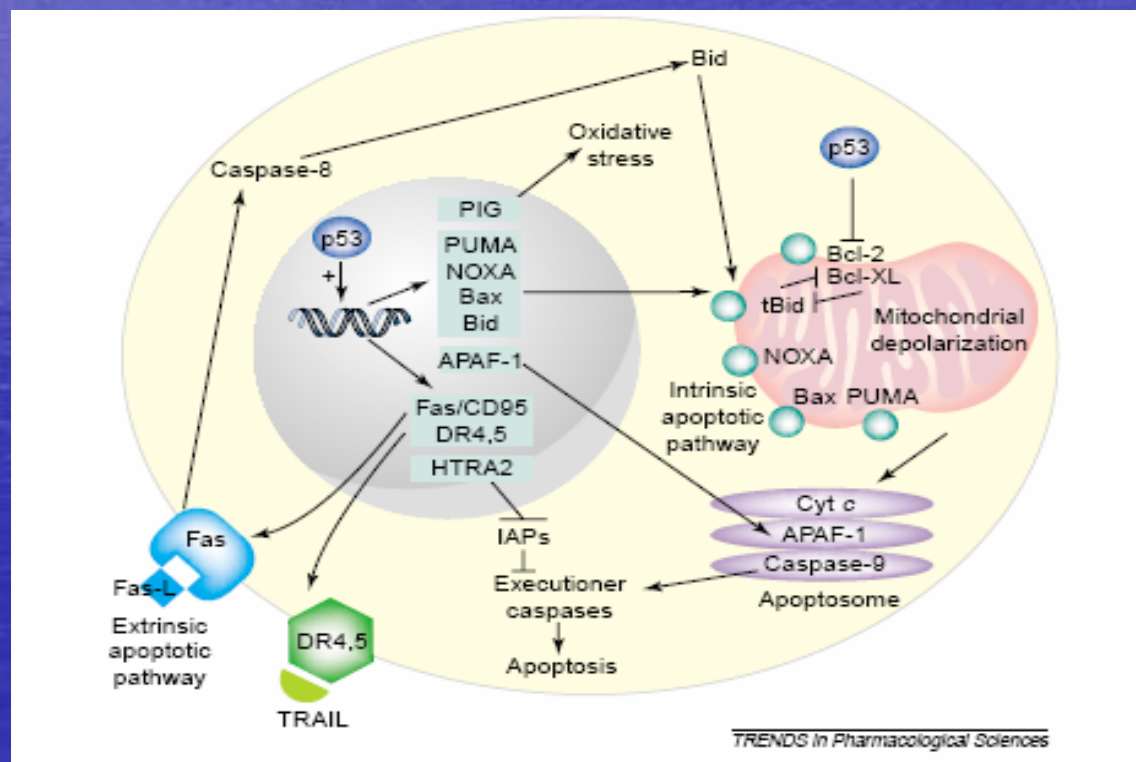 Bid
Oxidative
stress
p53
Caspase-8
PIG
p53
PUMA
NOXA
Bax
Bid
+
Bcl-2
Bcl-XL
tBid
Mitochondrial
depolarization
NOXA
APAF-1
Intrinsic
apoptotic
pathway
Bax PUMA
Fas/CD95
DR4,5
HTRA2
Cyt c
APAF-1
Caspase-9
Apoptosome
Fas
IAPs
Fas-L
Executioner
caspases
Extrinsic
apoptotic
pathway
DR4,5
Apoptosis
TRAIL
TRENDS in Pharmacological Sciences